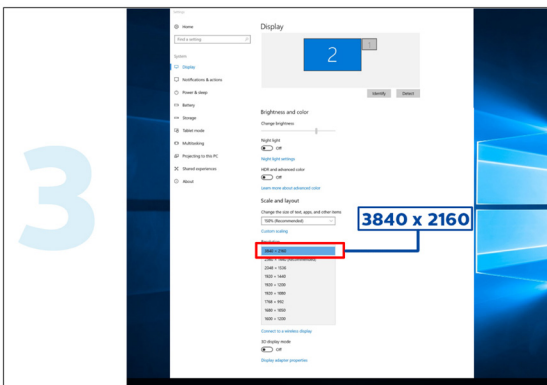 3
Home
Find a setting
System
Display
Notifications & actions
Power & sleep
Battery
Storage
Tablet mode
Multitasking
Projecting to this PC
Shared experiences
About
Display
2
1
Identify
Detect
Brightness and color
Change brightness
Night light
Off
Night light settings
HDR and advanced color
Off
Learn more about advanced color
Scale and layout
Change the size of text, apps, and other items
100% (Recommended)
Custom scaling
3840 × 2160
3840 x 2160
2048 × 1536
1920 × 1440
1920 × 1200
1920 × 1080
1768 × 992
1680 × 1050
1600 × 1200
Connect to a wireless display
3D display mode
Off
Display adapter properties